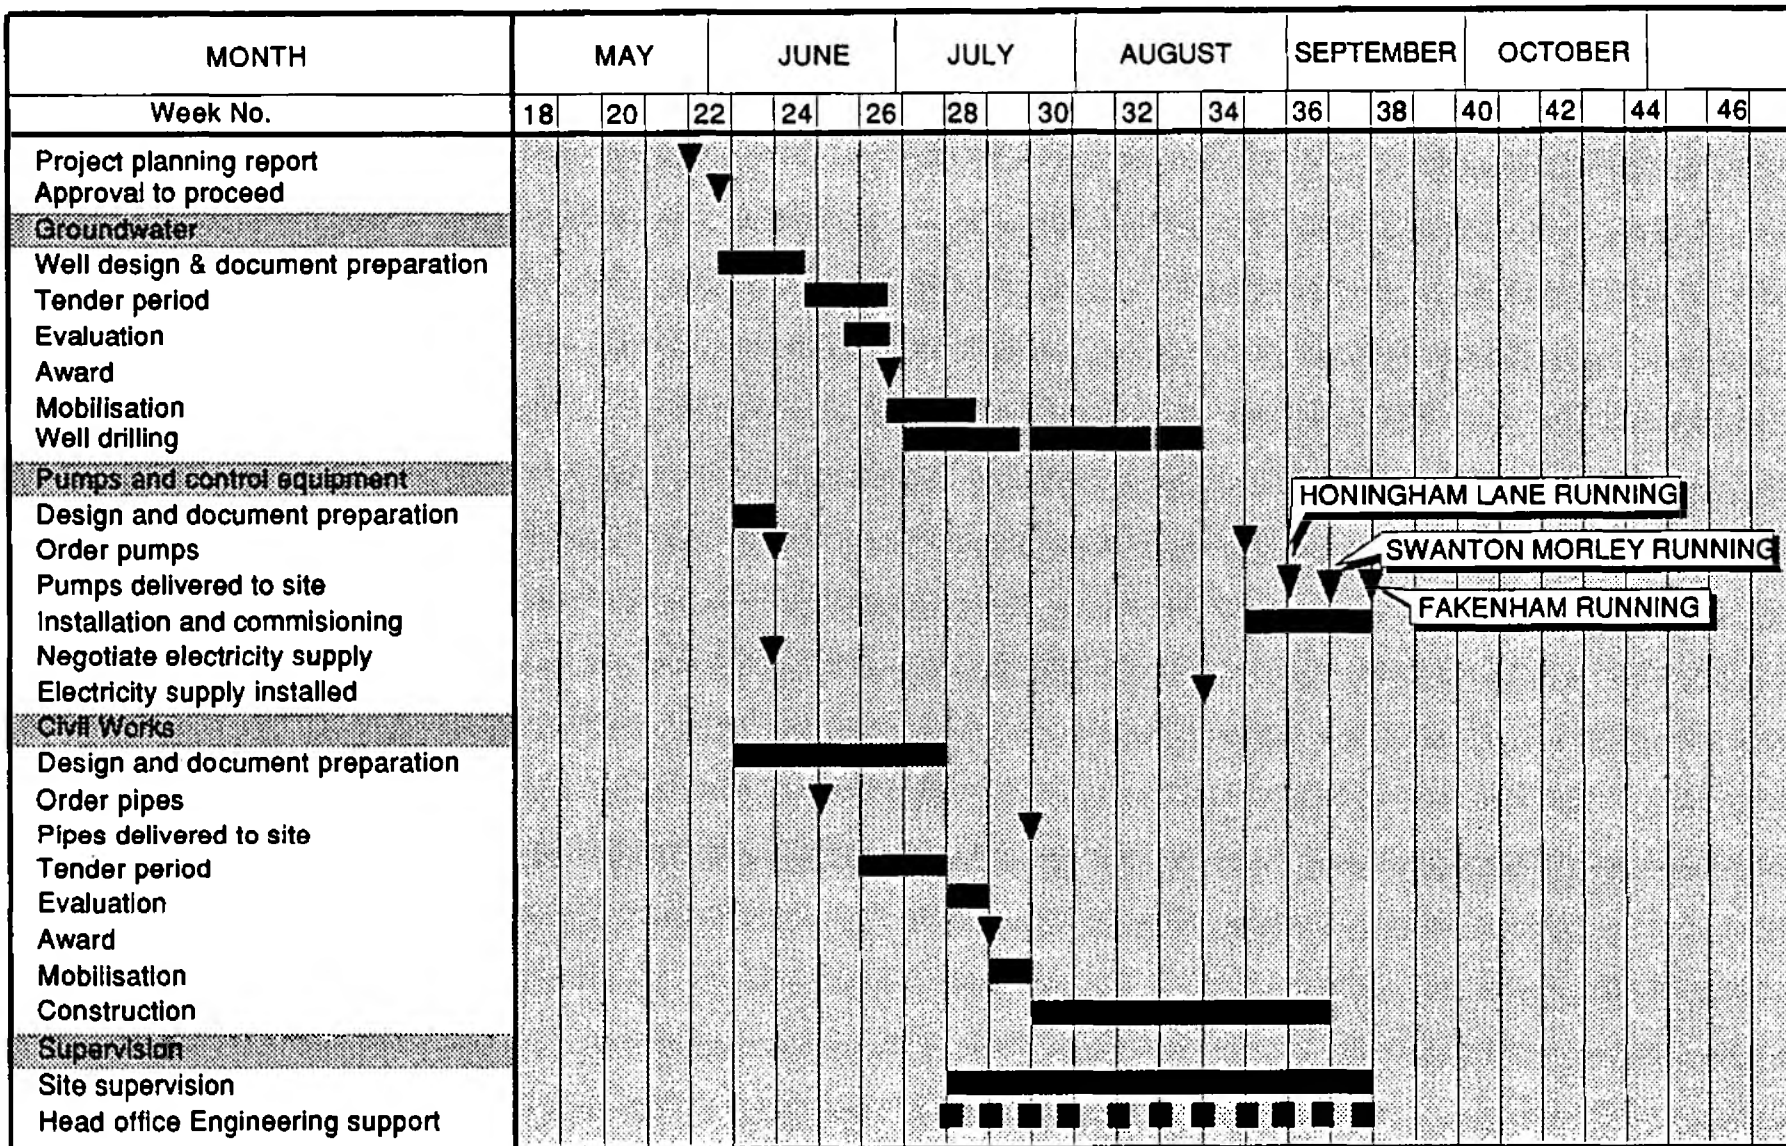 MONTH MAY JUNE JULY AUGUST SEPTEMBER OCTOBER
Week No. 18 20 22 24 26 28 30 32 34 36 38 40 42 44 46
Project planning report
Approval to proceed
Groundwater
Well design & document preparation
Tender period
Evaluation
Award
Mobilisation
Well drilling
Pumps and control equipment
HONINGHAM LANE RUNNING
Design and document preparation
Order pumps
SWANTON MORLEY RUNNING
Pumps delivered to site
FAKENHAM RUNNING
Installation and commisioning
Negotiate electricity supply
Electricity supply installed
Civil Works
Design and document preparation
Order pipes
Pipes delivered to site
Tender period
Evaluation
Award
Mobilisation
Construction
Supervision
Site supervision
Head office Engineering support